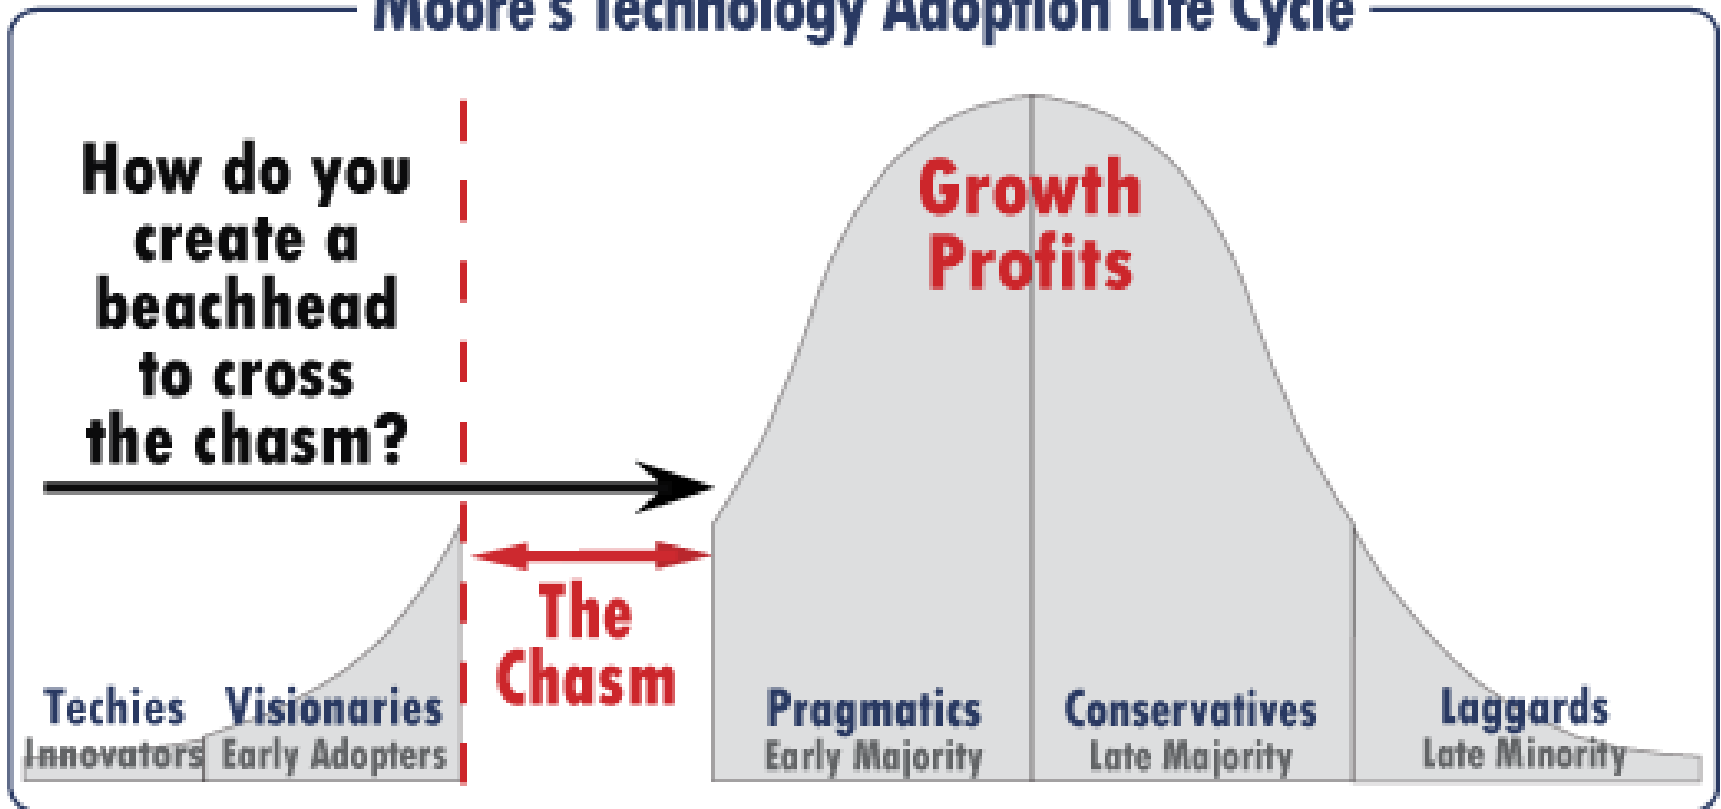 Moore's Technology Adoption Life Cycle
How do you
create a
beachhead
to cross
the chasm?
Growth
Profits
The
Chasm
Techies
Innovators
Visionaries
Early Adopters
Pragmatics
Early Majority
Conservatives
Late Majority
Laggards
Late Minority